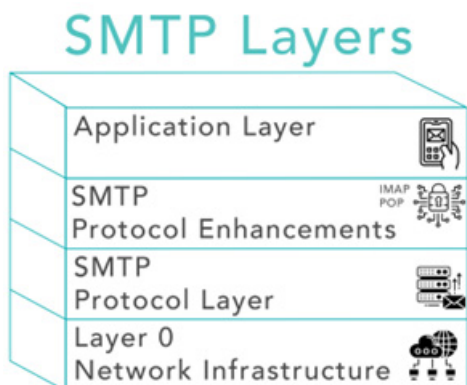 SMTP Layers
Application Layer
SMTP
Protocol Enhancements
IMAP
POP
SMTP
Protocol Layer
Layer 0
Network Infrastructure